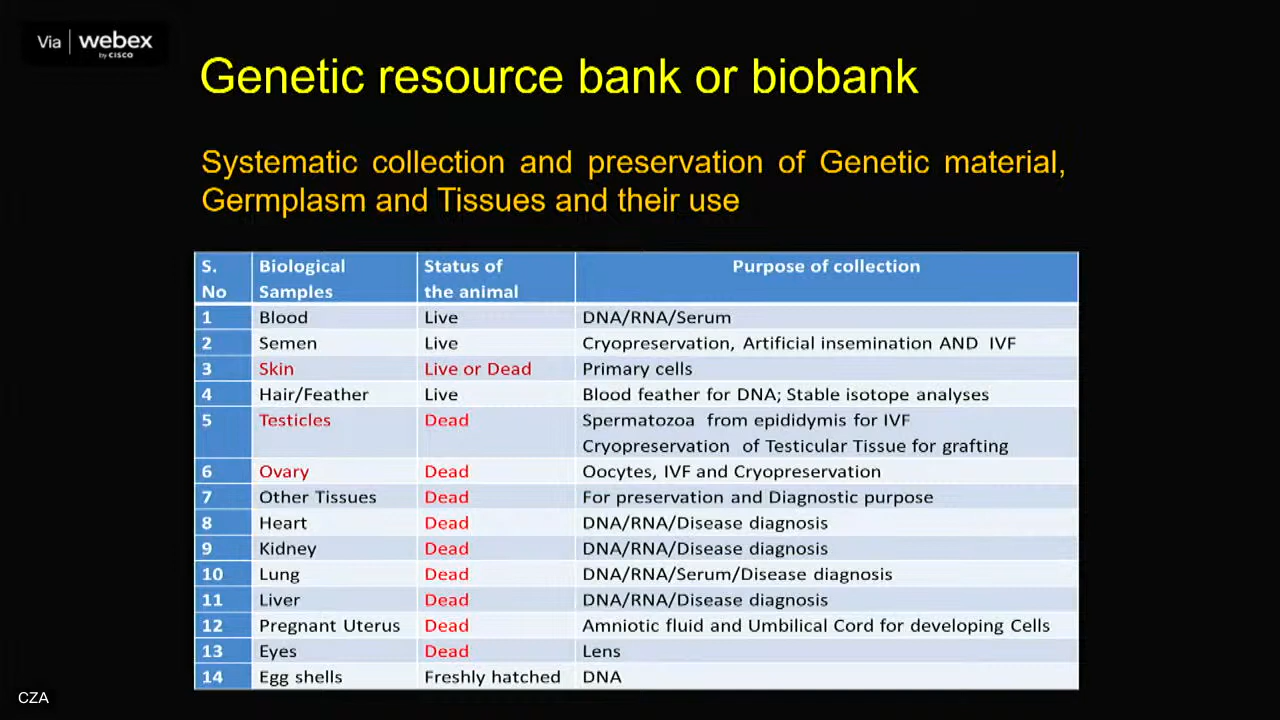 Via webex
by CISCO
Genetic resource bank or biobank
Systematic collection and preservation of Genetic material,
Germplasm and Tissues and their use
S. No Biological Samples Status of the animal Purpose of collection
1 Blood Live DNA/RNA/Serum
2 Semen Live Cryopreservation, Artificial insemination AND IVF
3 Skin Live or Dead Primary cells
4 Hair/Feather Live Blood feather for DNA; Stable isotope analyses
5 Testicles Dead Spermatozoa from epididymis for IVF
Cryopreservation of Testicular Tissue for grafting
6 Ovary Dead Oocytes, IVF and Cryopreservation
7 Other Tissues Dead For preservation and Diagnostic purpose
8 Heart Dead DNA/RNA/Disease diagnosis
9 Kidney Dead DNA/RNA/Disease diagnosis
10 Lung Dead DNA/RNA/Serum/Disease diagnosis
11 Liver Dead DNA/RNA/Disease diagnosis
12 Pregnant Uterus Dead Amniotic fluid and Umbilical Cord for developing Cells
13 Eyes Dead Lens
14 Egg shells Freshly hatched DNA
CZA